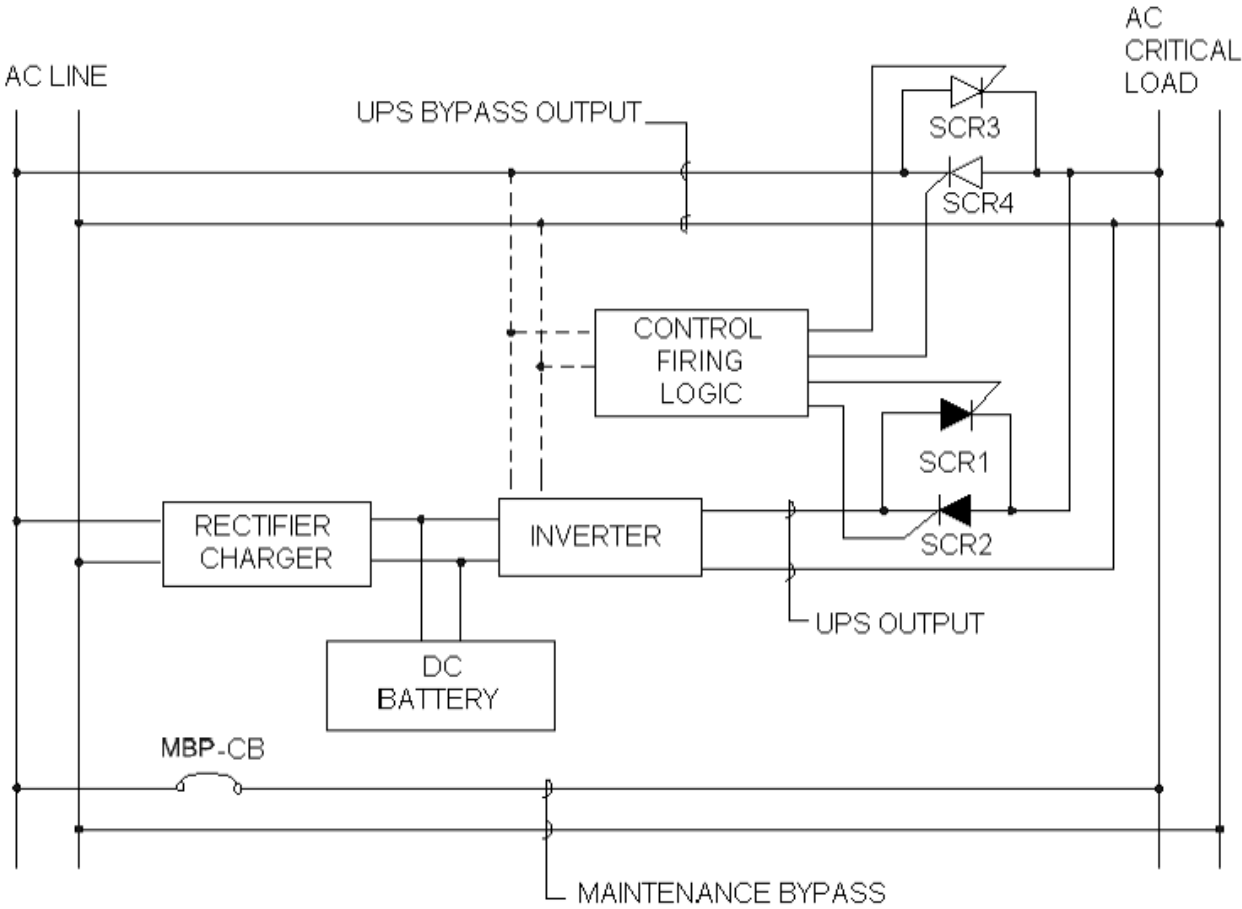 AC
CRITICAL
LOAD
AC LINE
UPS BYPASS OUTPUT
SCR3
SCR4
CONTROL
FIRING
LOGIC
SCR1
SCR2
RECTIFIER
CHARGER
INVERTER
UPS OUTPUT
DC
BATTERY
MBP-CB
MAINTENANCE BYPASS